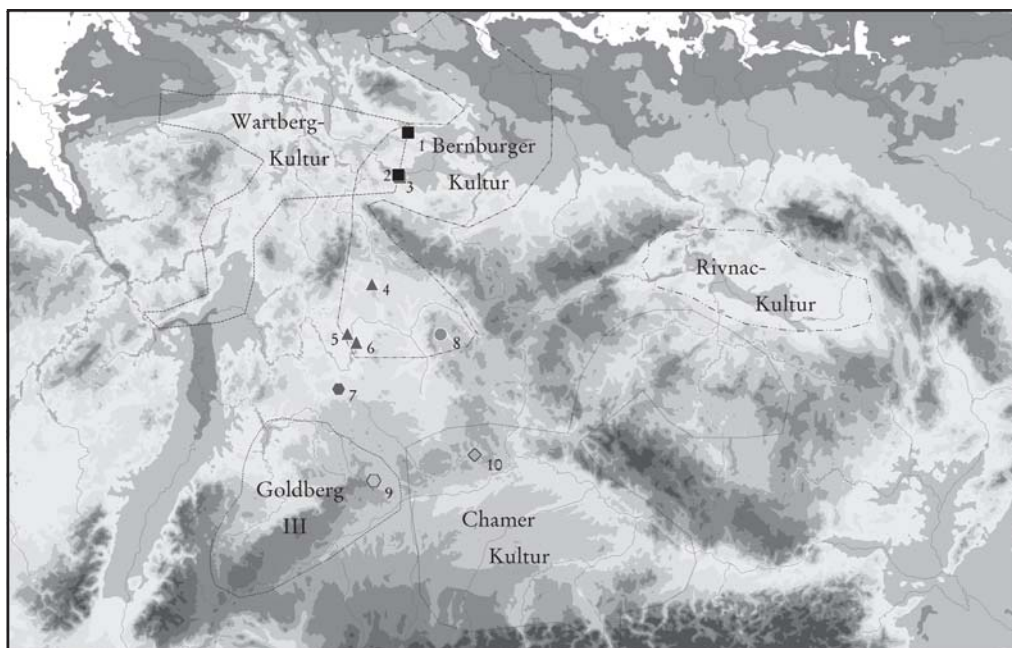 Wartberg-
Kultur
1
Bernburger
Kultur
2
3
Rivnac-
Kultur
4
5
6
8
7
10
9
Goldberg
III
Chamer
Kultur